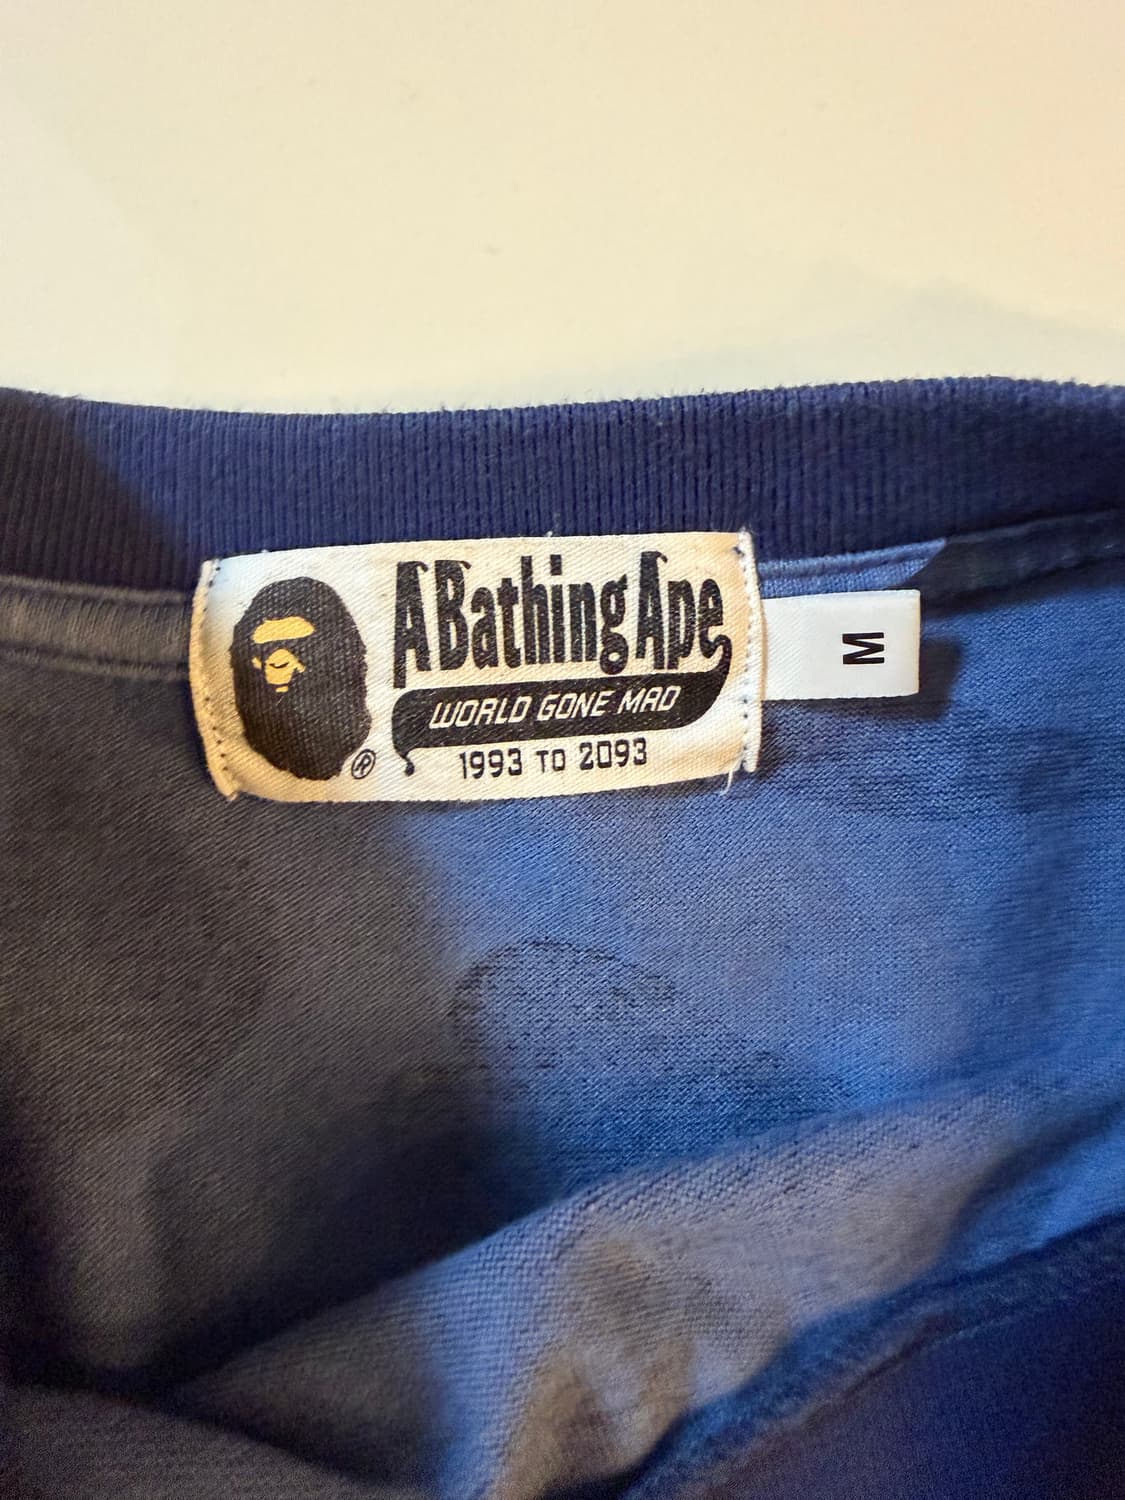 A Bathing Ape
WORLD GONE MAD
1993 TO 2093
®
M